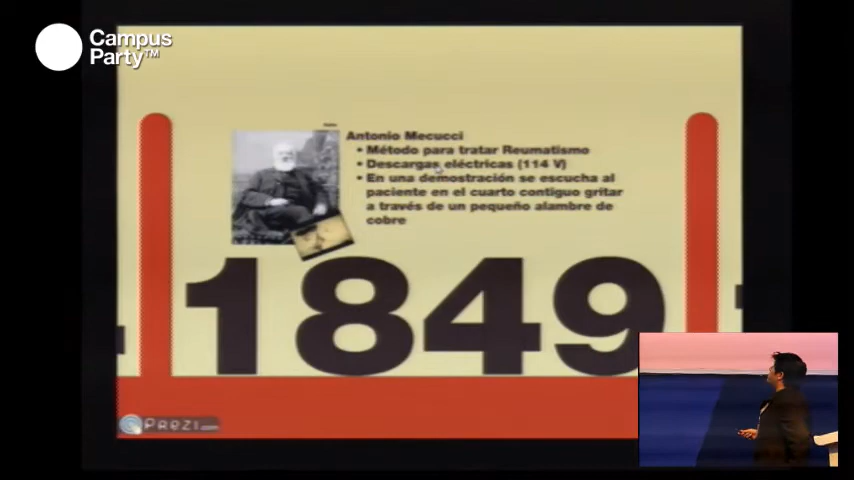 Campus
Party™
Antonio Mecucci
• Método para tratar Reumatismo
• Descargas eléctricas (114 V)
• En una demostración se escucha al
paciente en el cuarto contiguo gritar
a través de un pequeño alambre de
cobre
1849
Prezi.com